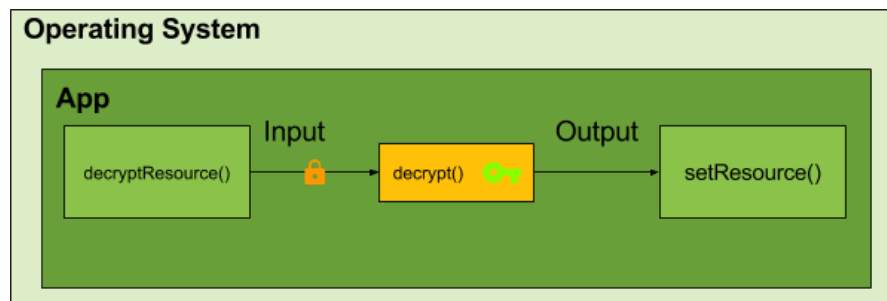 Operating System
App
Input
Output
decryptResource()
decrypt()
setResource()